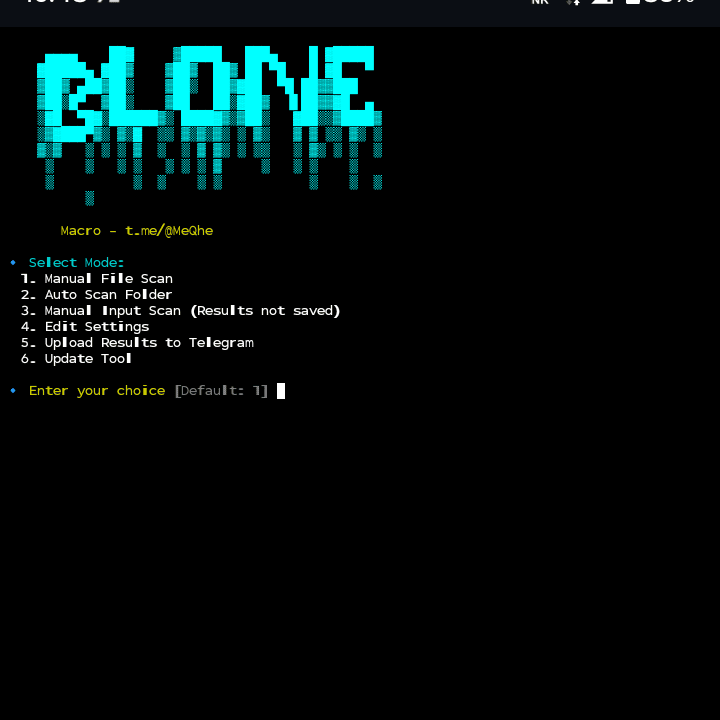 Macro - t.me/@MeQhe
Select Mode:
1. Manual File Scan
2. Auto Scan Folder
3. Manual Input Scan (Results not saved)
4. Edit Settings
5. Upload Results to Telegram
6. Update Tool
Enter your choice [Default: 1]